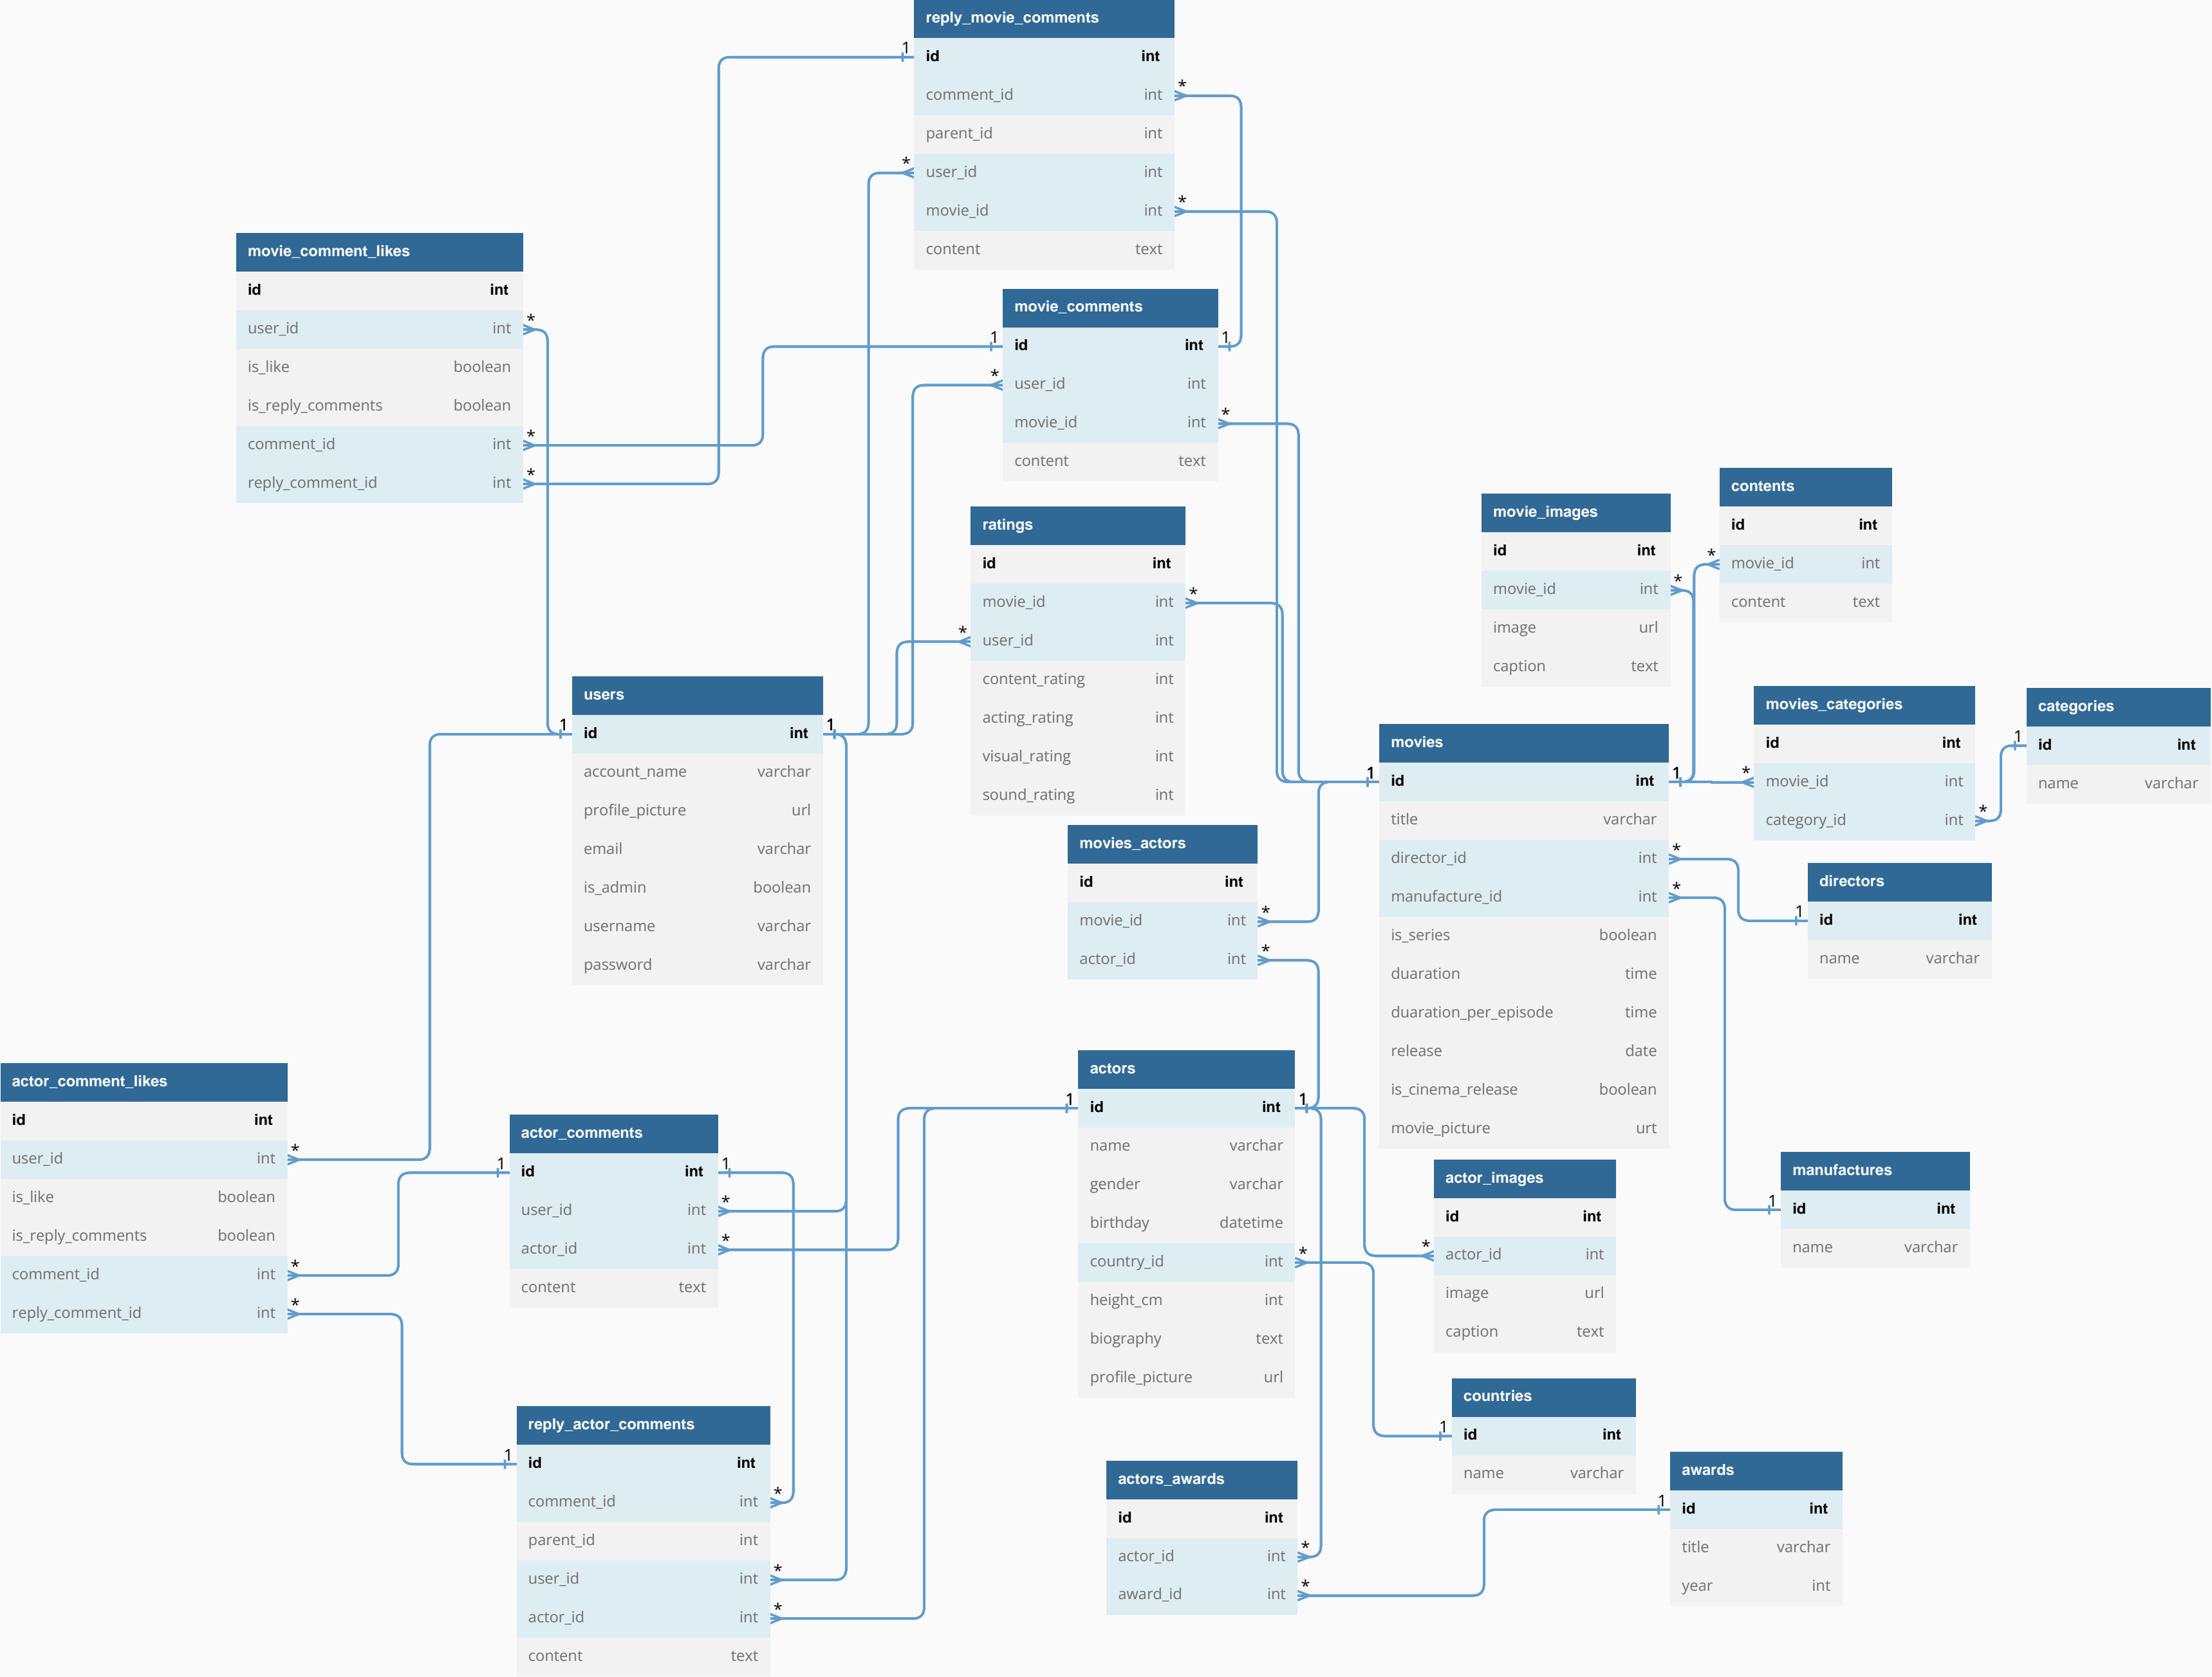 reply_movie_comments
id int
comment_id int
parent_id int
user_id int
movie_id int
content text
movie_comment_likes
id int
user_id int
is_like boolean
is_reply_comments boolean
comment_id int
reply_comment_id int
movie_comments
id int
user_id int
movie_id int
content text
ratings
id int
movie_id int
user_id int
content_rating int
acting_rating int
visual_rating int
sound_rating int
movie_images
id int
movie_id int
image url
caption text
contents
id int
movie_id int
content text
users
id int
account_name varchar
profile_picture url
email varchar
is_admin boolean
username varchar
password varchar
movies
id int
title varchar
director_id int
manufacture_id int
is_series boolean
duaration time
duaration_per_episode time
release date
is_cinema_release boolean
movie_picture urt
movies_categories
id int
movie_id int
category_id int
categories
id int
name varchar
movies_actors
id int
movie_id int
actor_id int
directors
id int
name varchar
actor_comment_likes
id int
user_id int
is_like boolean
is_reply_comments boolean
comment_id int
reply_comment_id int
actor_comments
id int
user_id int
actor_id int
content text
actors
id int
name varchar
gender varchar
birthday datetime
country_id int
height_cm int
biography text
profile_picture url
actor_images
id int
actor_id int
image url
caption text
manufactures
id int
name varchar
reply_actor_comments
id int
comment_id int
parent_id int
user_id int
actor_id int
content text
countries
id int
name varchar
actors_awards
id int
actor_id int
award_id int
awards
id int
title varchar
year int